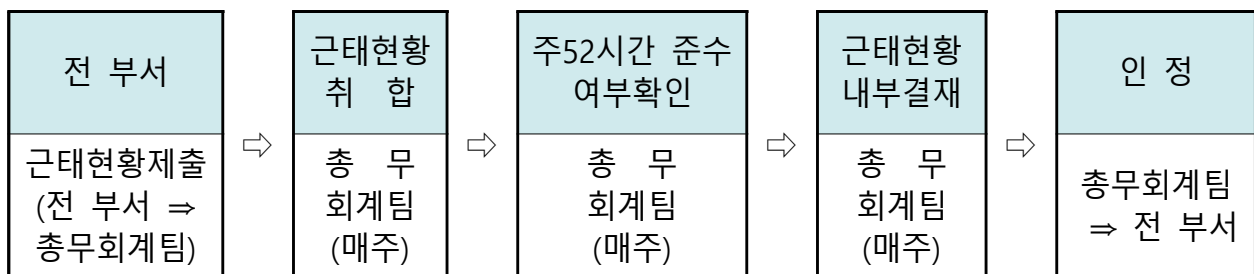 전 부서
근태현황제출
(전 부서 ⇒
총무회계팀)
⇨
근태현황
취 합
총 무
회계팀
(매주)
⇨
주52시간 준수
여부확인
총 무
회계팀
(매주)
⇨
근태현황
내부결재
총 무
회계팀
(매주)
⇨
인 정
총무회계팀
⇒ 전 부서